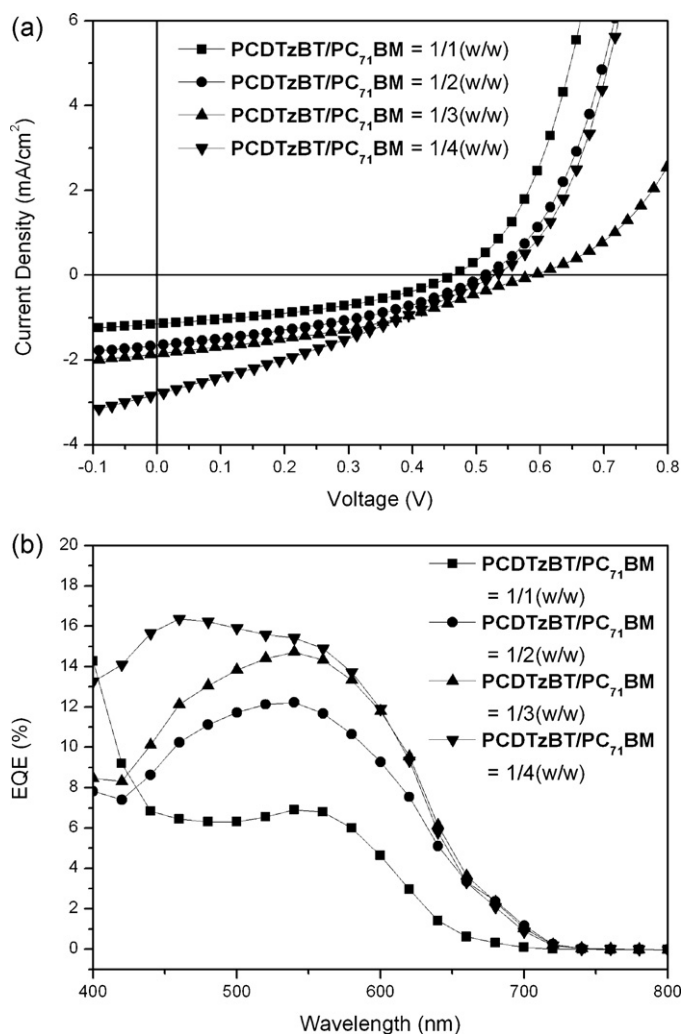 (a)
6
4
2
0
-2
-4
Current Density (mA/cm²)
PCDTzBT/PC₇₁BM = 1/1(w/w)
PCDTzBT/PC₇₁BM = 1/2(w/w)
PCDTzBT/PC₇₁BM = 1/3(w/w)
PCDTzBT/PC₇₁BM = 1/4(w/w)
-0.1 0.0 0.1 0.2 0.3 0.4 0.5 0.6 0.7 0.8
Voltage (V)
(b)
20
18
16
14
12
10
8
6
4
2
0
EQE (%)
PCDTzBT/PC₇₁BM
= 1/1(w/w)
PCDTzBT/PC₇₁BM
= 1/2(w/w)
PCDTzBT/PC₇₁BM
= 1/3(w/w)
PCDTzBT/PC₇₁BM
= 1/4(w/w)
400 500 600 700 800
Wavelength (nm)